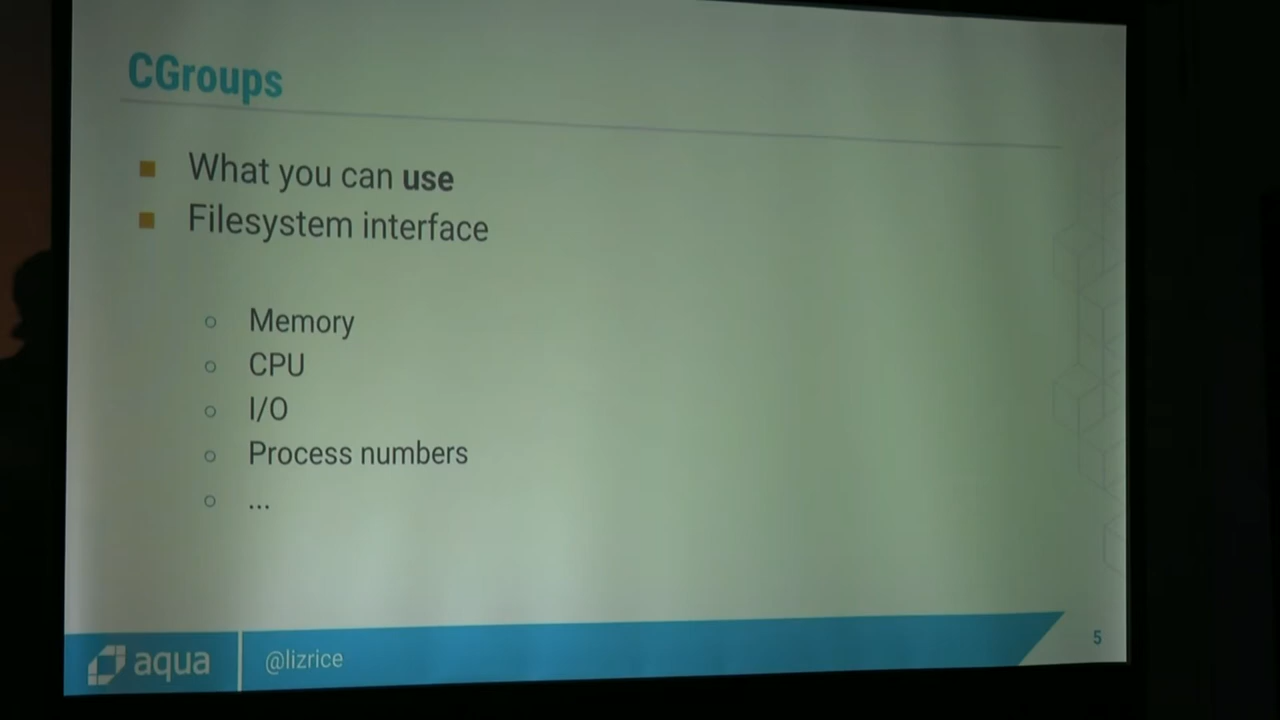 CGroups
What you can use
Filesystem interface
Memory
CPU
I/O
Process numbers
...
aqua
@lizrice
5